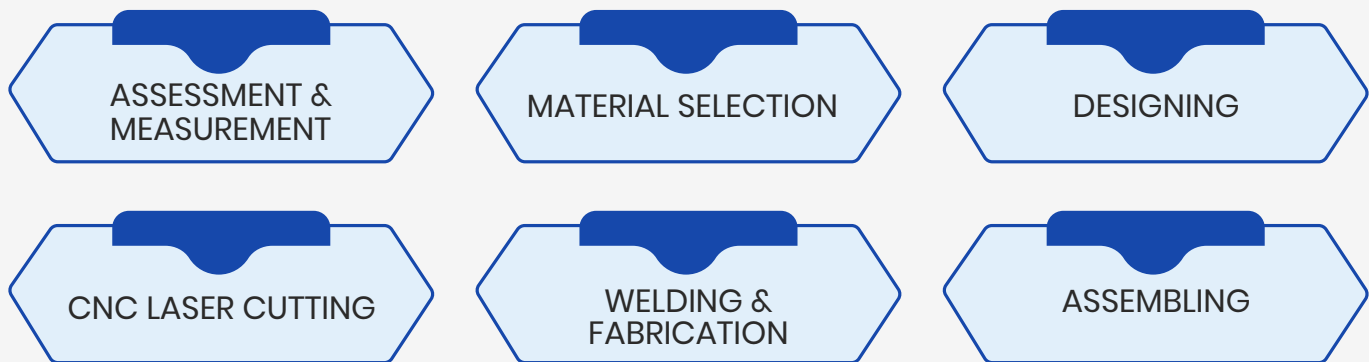 ASSESSMENT &
MEASUREMENT
MATERIAL SELECTION
DESIGNING
CNC LASER CUTTING
WELDING &
FABRICATION
ASSEMBLING